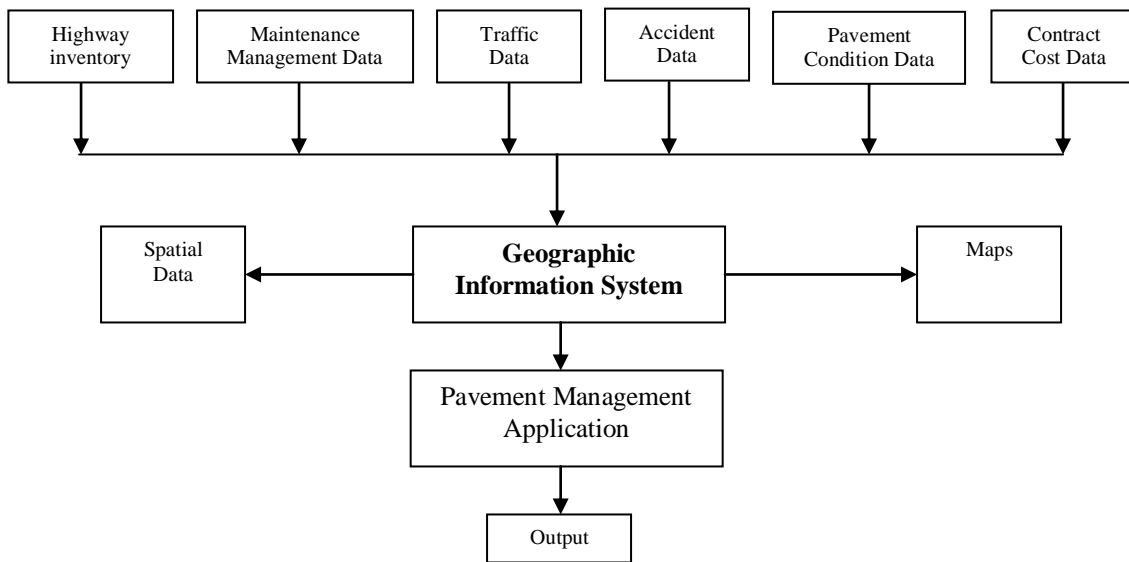 Highway
inventory
Maintenance
Management Data
Traffic
Data
Accident
Data
Pavement
Condition Data
Contract
Cost Data
Spatial
Data
Geographic
Information System
Maps
Pavement Management
Application
Output